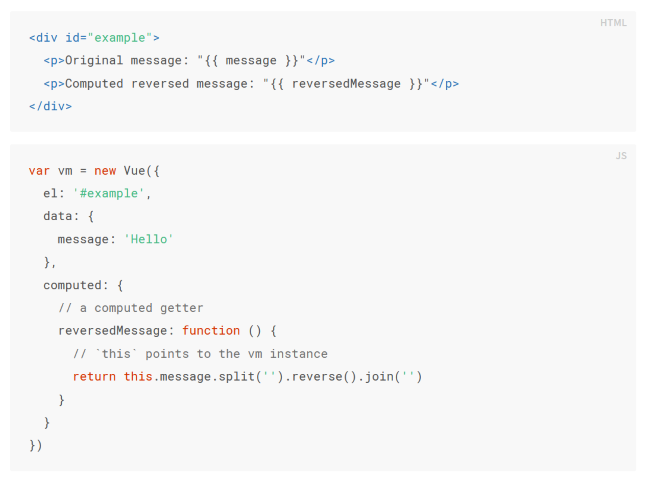 HTML
<div id="example">
  <p>Original message: "{{ message }}"</p>
  <p>Computed reversed message: "{{ reversedMessage }}"</p>
</div>
JS
var vm = new Vue({
  el: '#example',
  data: {
    message: 'Hello'
  },
  computed: {
    // a computed getter
    reversedMessage: function () {
      // `this` points to the vm instance
      return this.message.split('').reverse().join('')
    }
  }
})